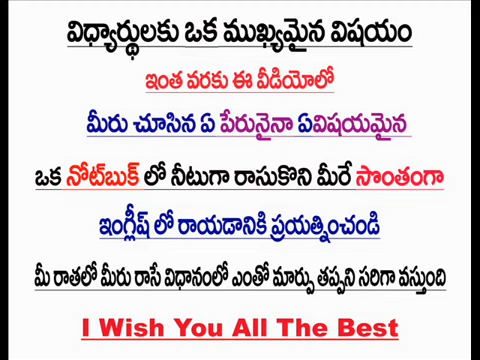 విధ్యార్థులకు ఒక ముఖ్యమైన విషయం
ఇంత వరకు ఈ వీడియోలో
మీరు చూసిన ఏ పేరునైనా ఏవిషయమైన
ఒక నోట్‌బుక్ లో నీటుగా రాసుకొని మీరే సొంతంగా
ఇంగ్లీష్ లో రాయడానికి ప్రయత్నించండి
మీ రాతలో మీరు రాసే విధానంలో ఎంతో మార్పు తప్పని సరిగా వస్తుంది
I Wish You All The Best